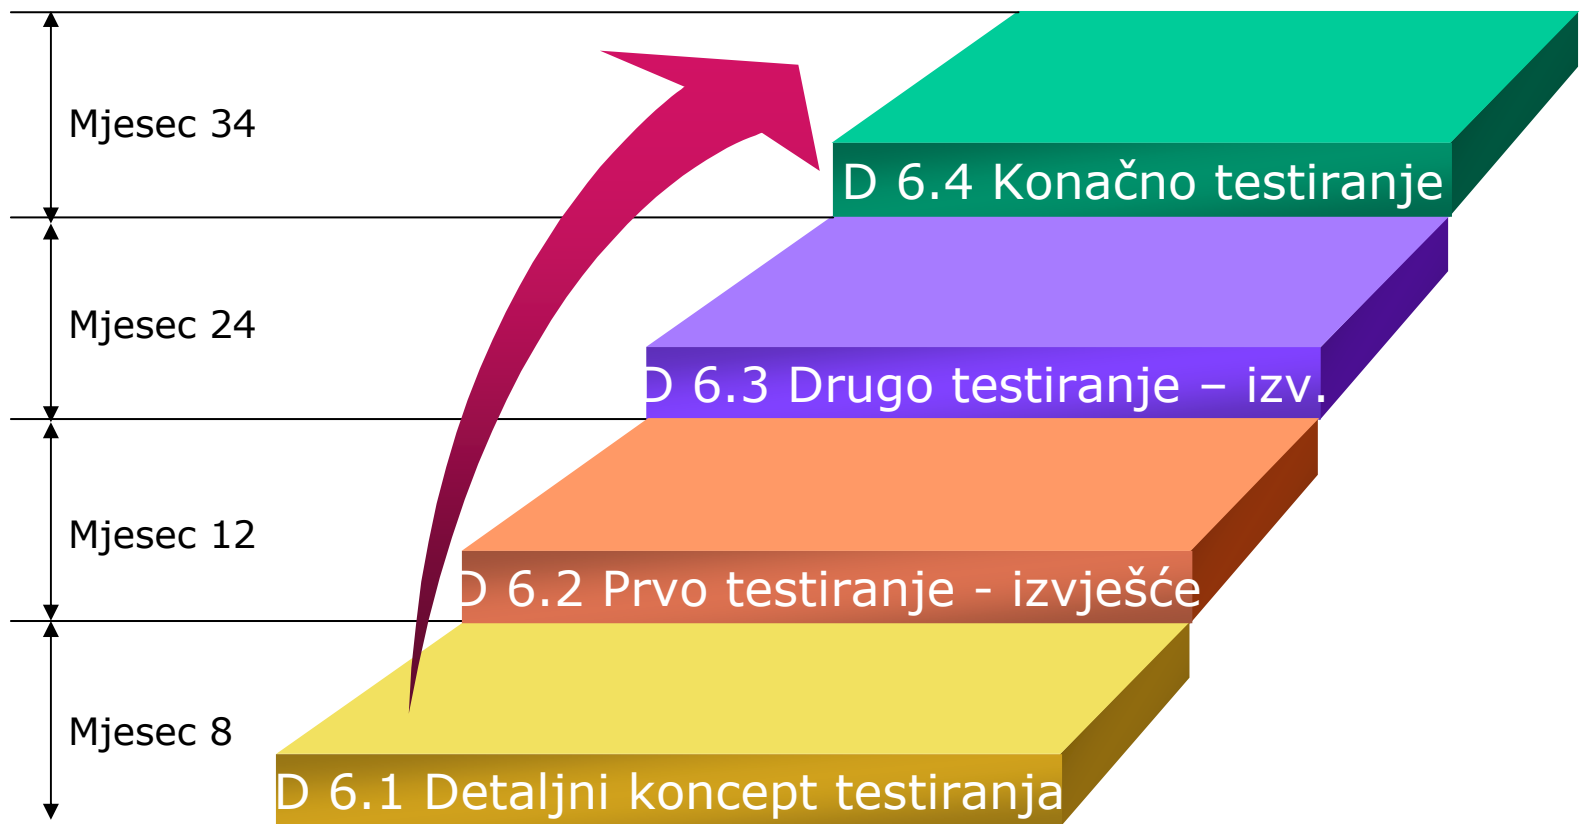 Mjesec 34
D 6.4 Konačno testiranje
Mjesec 24
D 6.3 Drugo testiranje – izv.
Mjesec 12
D 6.2 Prvo testiranje - izvješće
Mjesec 8
D 6.1 Detaljni koncept testiranja